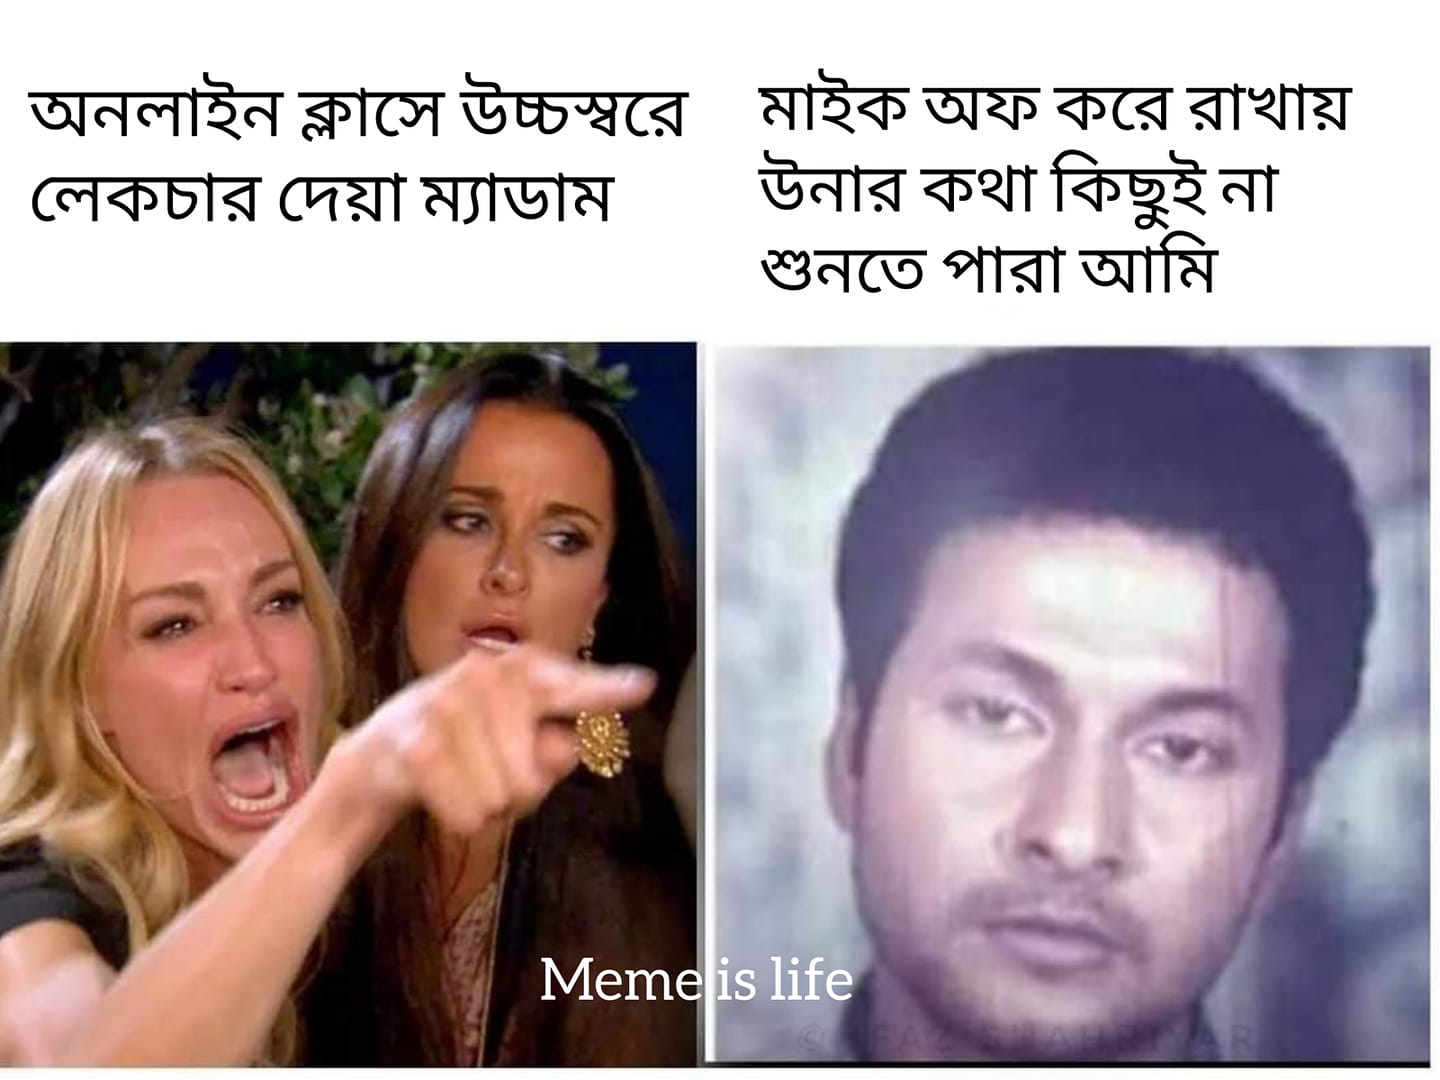 অনলাইন ক্লাসে উচ্চস্বরে
লেকচার দেয়া ম্যাডাম
মাইক অফ করে রাখায়
উনার কথা কিছুই না
শুনতে পারা আমি
Meme is life